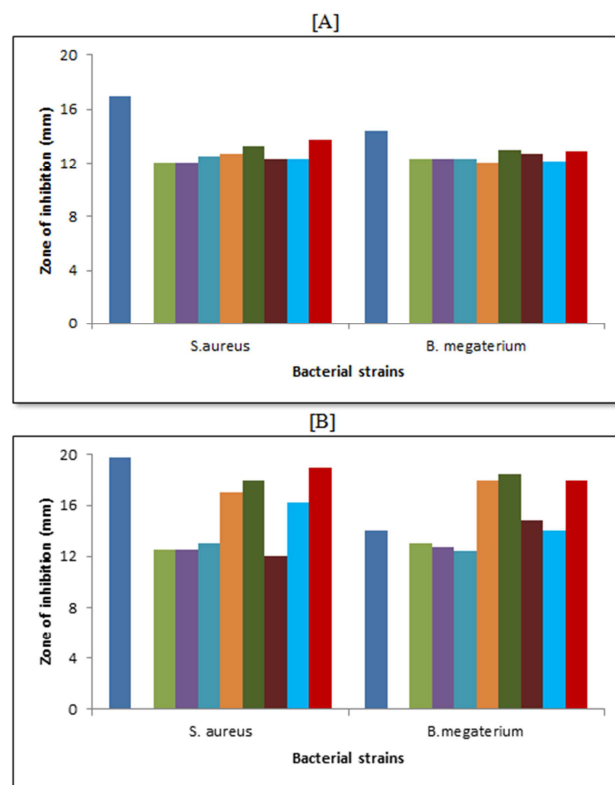 [A]
20
16
12
8
4
0
Zone of inhibition (mm)
S.aureus
B. megaterium
Bacterial strains
[B]
20
16
12
8
4
0
Zone of inhibition (mm)
S. aureus
B.megaterium
Bacterial strains